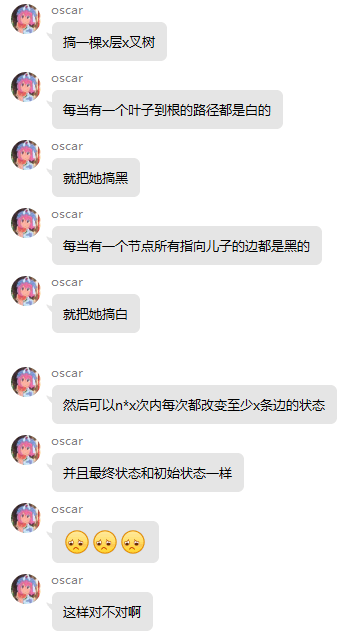 oscar
搞一棵x层x叉树
oscar
每当有一个叶子到根的路径都是白的
oscar
就把她搞黑
oscar
每当有一个节点所有指向儿子的边都是黑的
oscar
就把她搞白
oscar
然后可以n*x次内每次都改变至少x条边的状态
oscar
并且最终状态和初始状态一样
oscar
😞😞😞
oscar
这样对不对啊